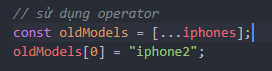 // sử dụng operator
const oldModels = [...iphones];
oldModels[0] = "iphone2";